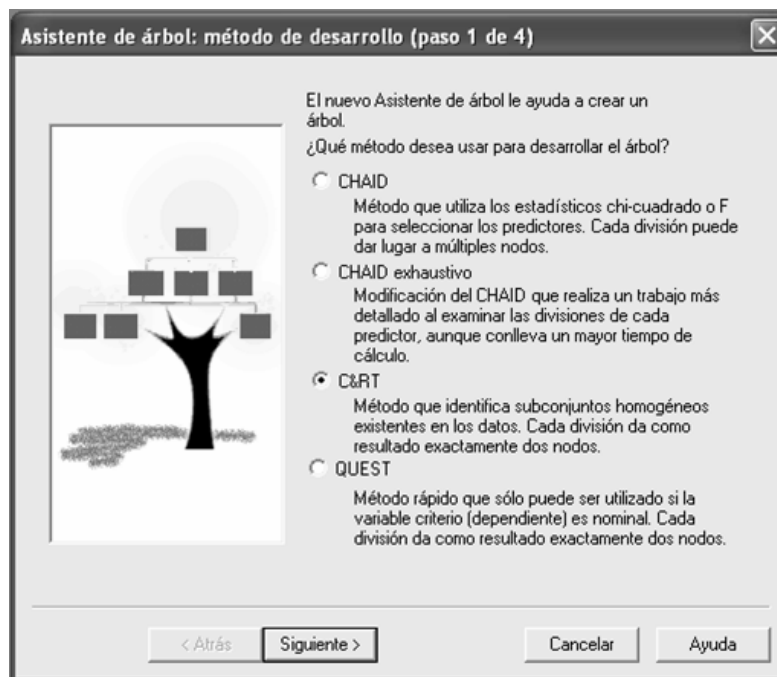 Asistente de árbol: método de desarrollo (paso 1 de 4)
El nuevo Asistente de árbol le ayuda a crear un
árbol.
¿Qué método desea usar para desarrollar el árbol?
CHAID
Método que utiliza los estadísticos chi-cuadrado o F
para seleccionar los predictores. Cada división puede
dar lugar a múltiples nodos.
CHAID exhaustivo
Modificación del CHAID que realiza un trabajo más
detallado al examinar las divisiones de cada
predictor, aunque conlleva un mayor tiempo de
cálculo.
C&RT
Método que identifica subconjuntos homogéneos
existentes en los datos. Cada división da como
resultado exactamente dos nodos.
QUEST
Método rápido que sólo puede ser utilizado si la
variable criterio (dependiente) es nominal. Cada
división da como resultado exactamente dos nodos.
< Atrás
Siguiente >
Cancelar
Ayuda